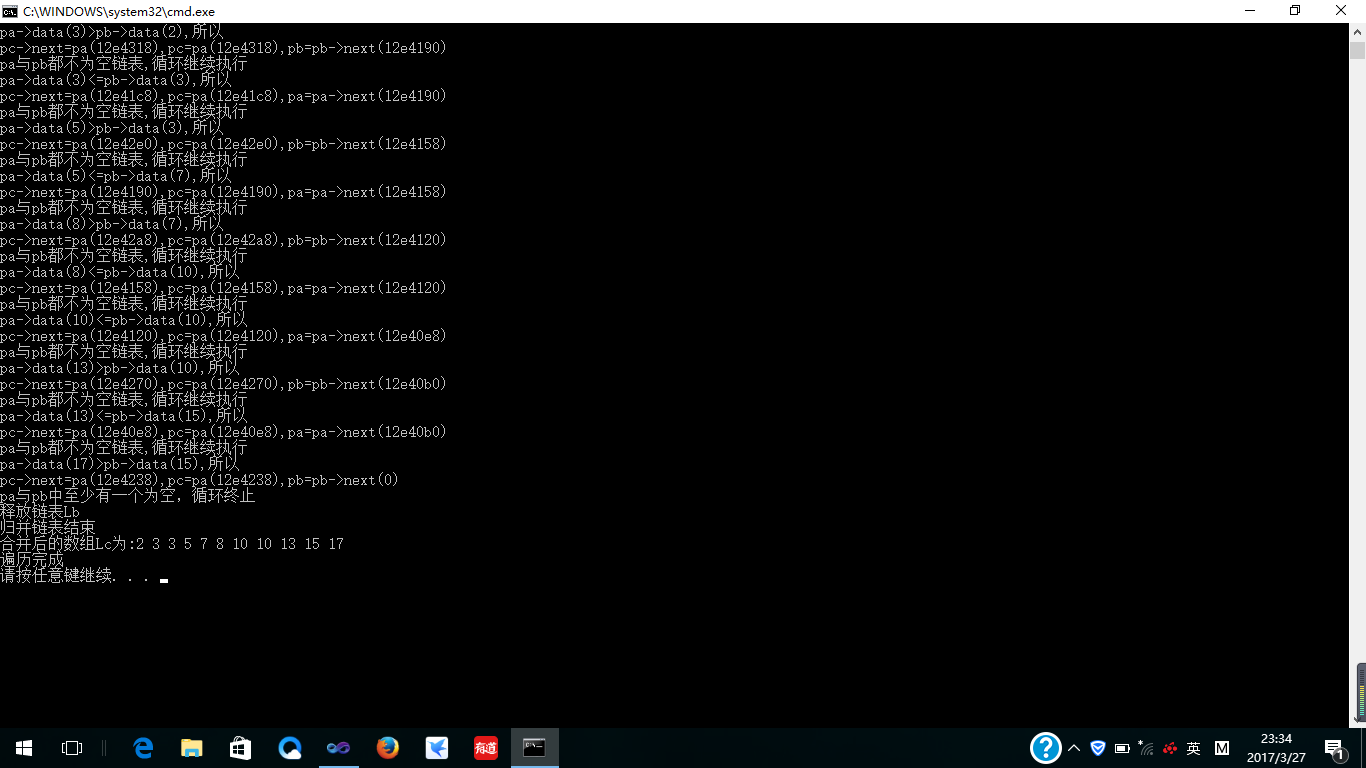 C:\WINDOWS\system32\cmd.exe
pa->data(3)>pb->data(2),所以
pc->next=pa(12e4318),pc=pa(12e4318),pb=pb->next(12e4190)
pa与pb都不为空链表,循环继续执行
pa->data(3)<=pb->data(3),所以
pc->next=pa(12e41c8),pc=pa(12e41c8),pa=pa->next(12e4190)
pa与pb都不为空链表,循环继续执行
pa->data(5)>pb->data(3),所以
pc->next=pa(12e42e0),pc=pa(12e42e0),pb=pb->next(12e4158)
pa与pb都不为空链表,循环继续执行
pa->data(5)<=pb->data(7),所以
pc->next=pa(12e4190),pc=pa(12e4190),pa=pa->next(12e4158)
pa与pb都不为空链表,循环继续执行
pa->data(8)>pb->data(7),所以
pc->next=pa(12e42a8),pc=pa(12e42a8),pb=pb->next(12e4120)
pa与pb都不为空链表,循环继续执行
pa->data(8)<=pb->data(10),所以
pc->next=pa(12e4158),pc=pa(12e4158),pa=pa->next(12e4120)
pa与pb都不为空链表,循环继续执行
pa->data(10)<=pb->data(10),所以
pc->next=pa(12e4120),pc=pa(12e4120),pa=pa->next(12e40e8)
pa与pb都不为空链表,循环继续执行
pa->data(13)>pb->data(10),所以
pc->next=pa(12e4270),pc=pa(12e4270),pb=pb->next(12e40b0)
pa与pb都不为空链表,循环继续执行
pa->data(13)<=pb->data(15),所以
pc->next=pa(12e40e8),pc=pa(12e40e8),pa=pa->next(12e40b0)
pa与pb都不为空链表,循环继续执行
pa->data(17)>pb->data(15),所以
pc->next=pa(12e4238),pc=pa(12e4238),pb=pb->next(0)
pa与pb中至少有一个为空，循环终止
释放链表Lb
归并链表结束
合并后的数组Lc为:2 3 3 5 7 8 10 10 13 15 17
遍历完成
请按任意键继续. . .
有道
英
M
23:34
2017/3/27
1